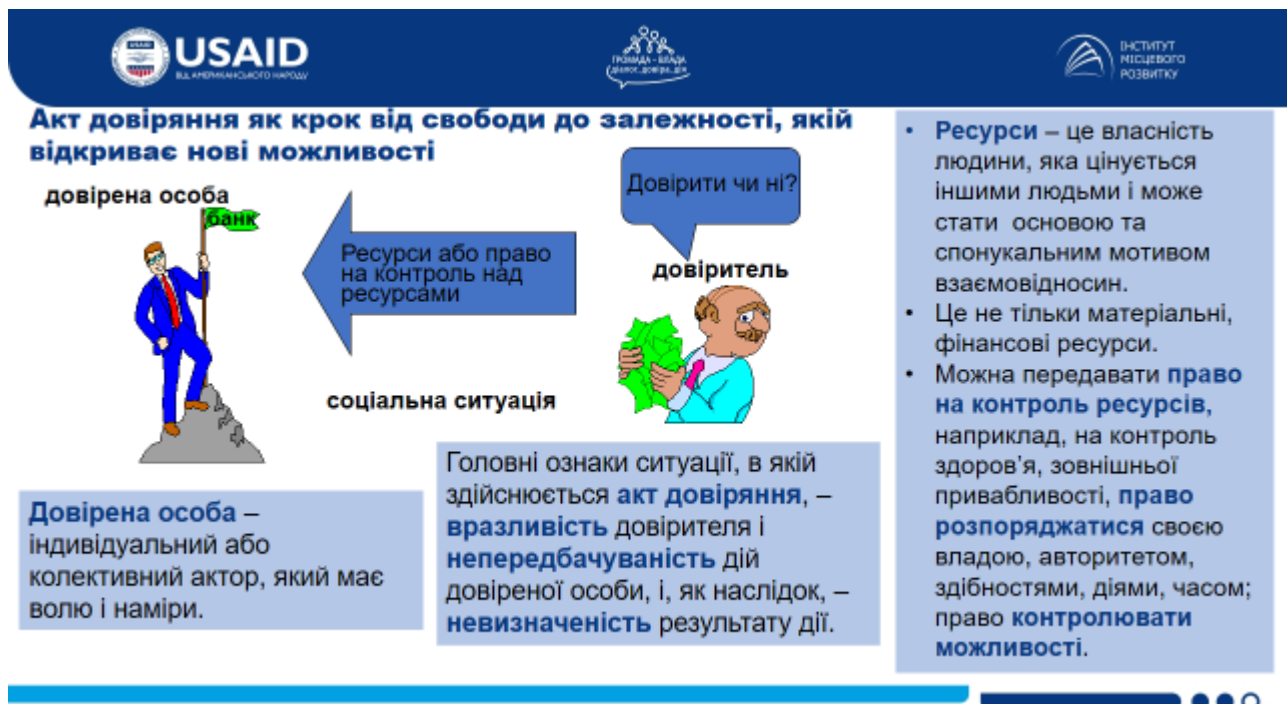 USAID
ВІД АМЕРИКАНСЬКОГО НАРОДУ
ГРОМАДА - ВЛАДА
діалог_довіра_дія
ІНСТИТУТ
МІСЦЕВОГО
РОЗВИТКУ
Акт довіряння як крок від свободи до залежності, якій
відкриває нові можливості
довірена особа
банк
Ресурси або право
на контроль над
ресурсами
Довірити чи ні?
довіритель
соціальна ситуація
Довірена особа –
індивідуальний або
колективний актор, який має
волю і наміри.
Головні ознаки ситуації, в якій
здійснюється акт довіряння, –
вразливість довірителя і
непередбачуваність дій
довіреної особи, і, як наслідок, –
невизначеність результату дії.
• Ресурси – це власність
людини, яка цінується
іншими людьми і може
стати основою та
спонукальним мотивом
взаємовідносин.
• Це не тільки матеріальні,
фінансові ресурси.
• Можна передавати право
на контроль ресурсів,
наприклад, на контроль
здоров’я, зовнішньої
привабливості, право
розпоряджатися своєю
владою, авторитетом,
здібностями, діями, часом;
право контролювати
можливості.